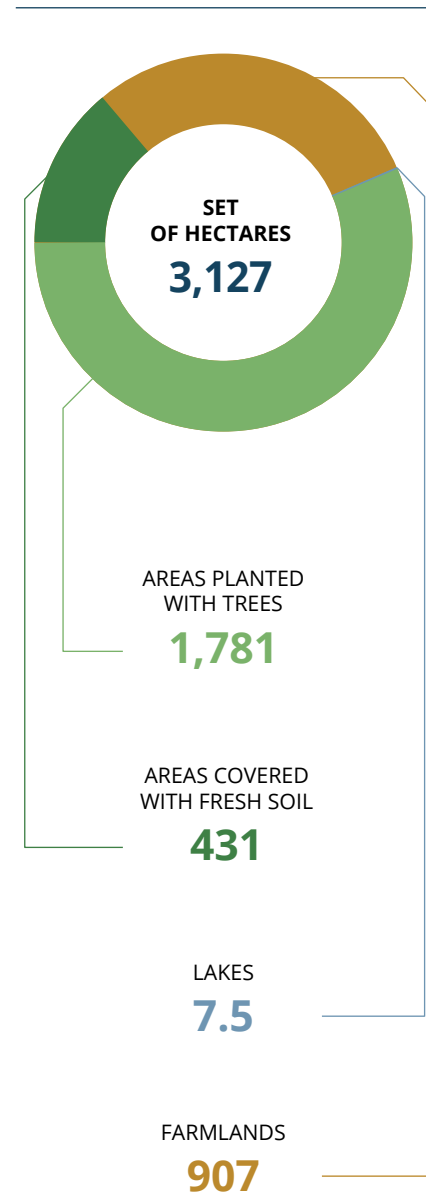 SET
OF HECTARES
3,127
AREAS PLANTED
WITH TREES
1,781
AREAS COVERED
WITH FRESH SOIL
431
LAKES
7.5
FARMLANDS
907